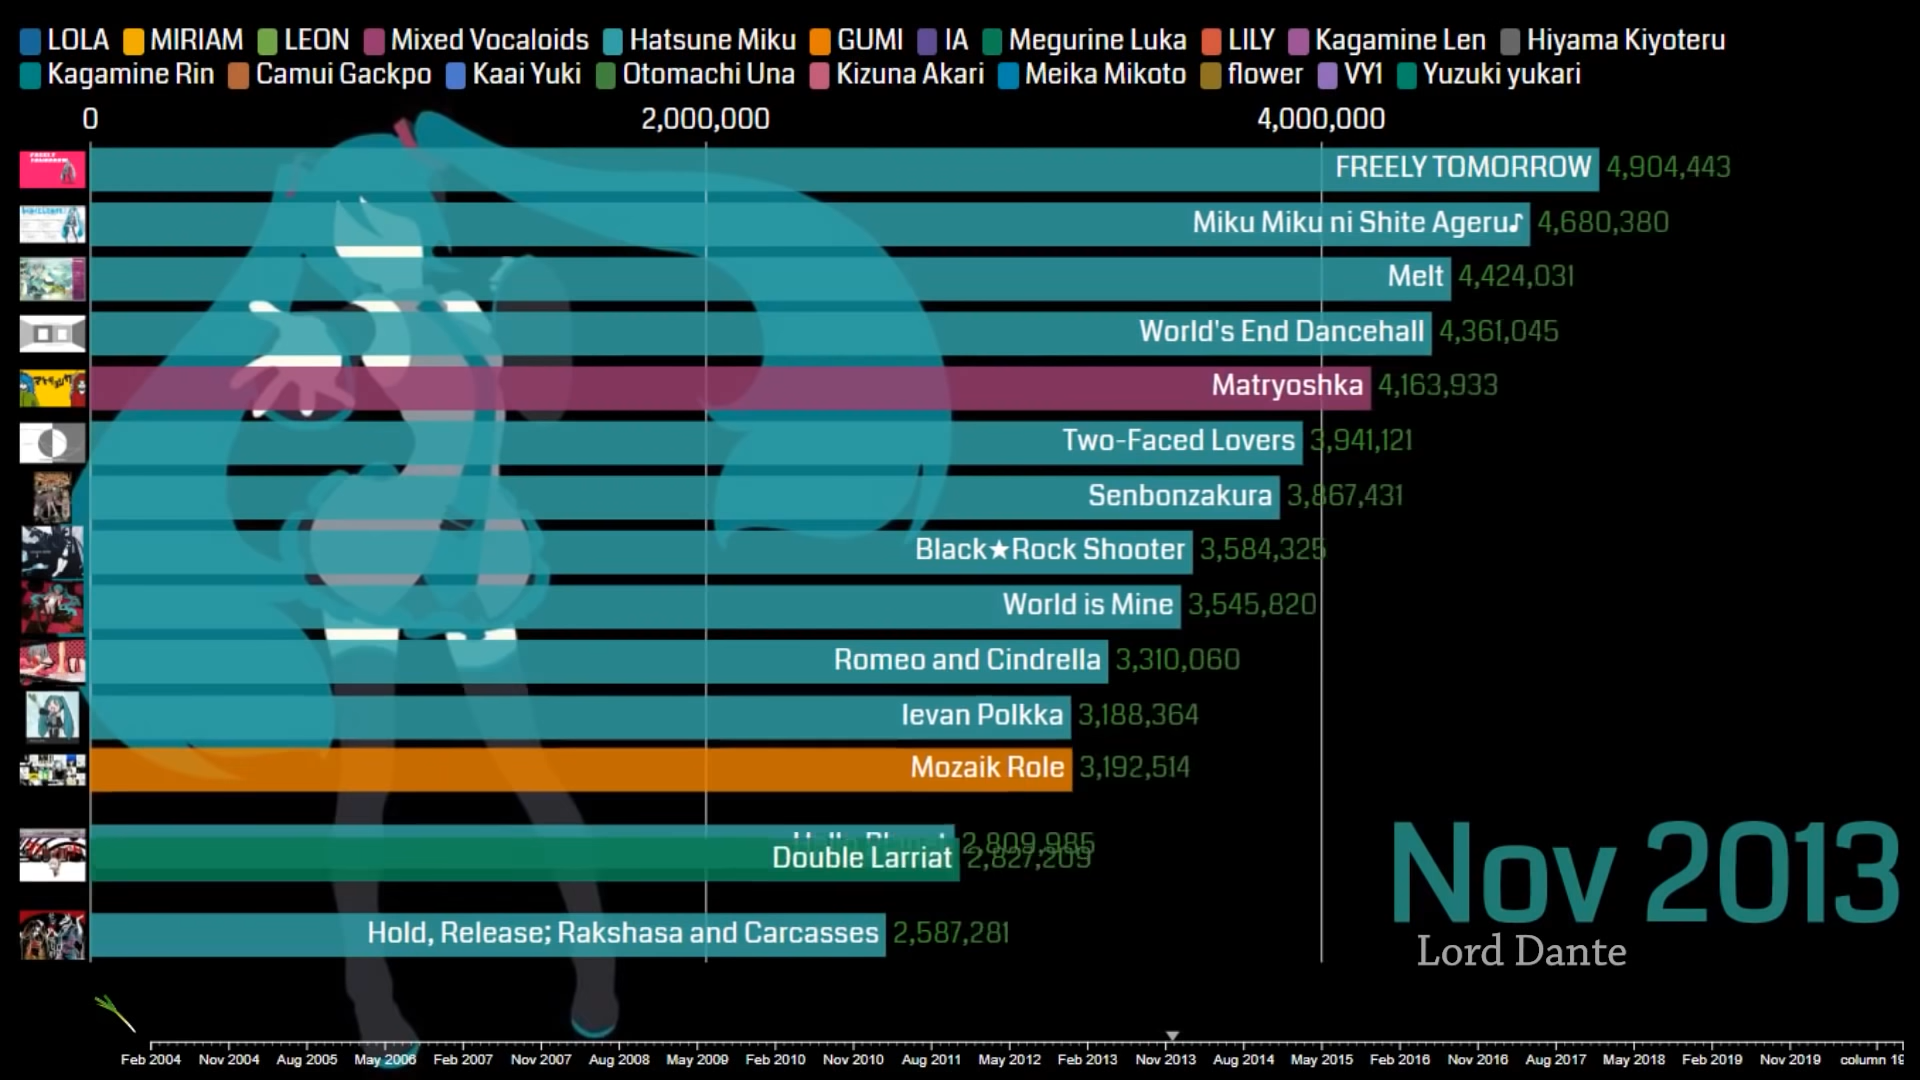 LOLA MIRIAM LEON Mixed Vocaloids Hatsune Miku GUMI IA Megurine Luka LILY Kagamine Len Hiyama Kiyoteru
Kagamine Rin Camui Gackpo Kaai Yuki Otomachi Una Kizuna Akari Meika Mikoto flower VY1 Yuzuki yukari
0 2,000,000 4,000,000
FREELY TOMORROW 4,904,443
Miku Miku ni Shite Ageru♪ 4,680,380
Melt 4,424,031
World's End Dancehall 4,361,045
Matryoshka 4,163,933
Two-Faced Lovers 3,941,121
Senbonzakura 3,867,431
Black★Rock Shooter 3,584,325
World is Mine 3,545,820
Romeo and Cindrella 3,310,060
Ievan Polkka 3,188,364
Mozaik Role 3,192,514
2,809,985
Double Larriat 2,827,209
Hold, Release; Rakshasa and Carcasses 2,587,281
Nov 2013
Lord Dante
Feb 2004 Nov 2004 Aug 2005 May 2006 Feb 2007 Nov 2007 Aug 2008 May 2009 Feb 2010 Nov 2010 Aug 2011 May 2012 Feb 2013 Nov 2013 Aug 2014 May 2015 Feb 2016 Nov 2016 Aug 2017 May 2018 Feb 2019 Nov 2019 column 19